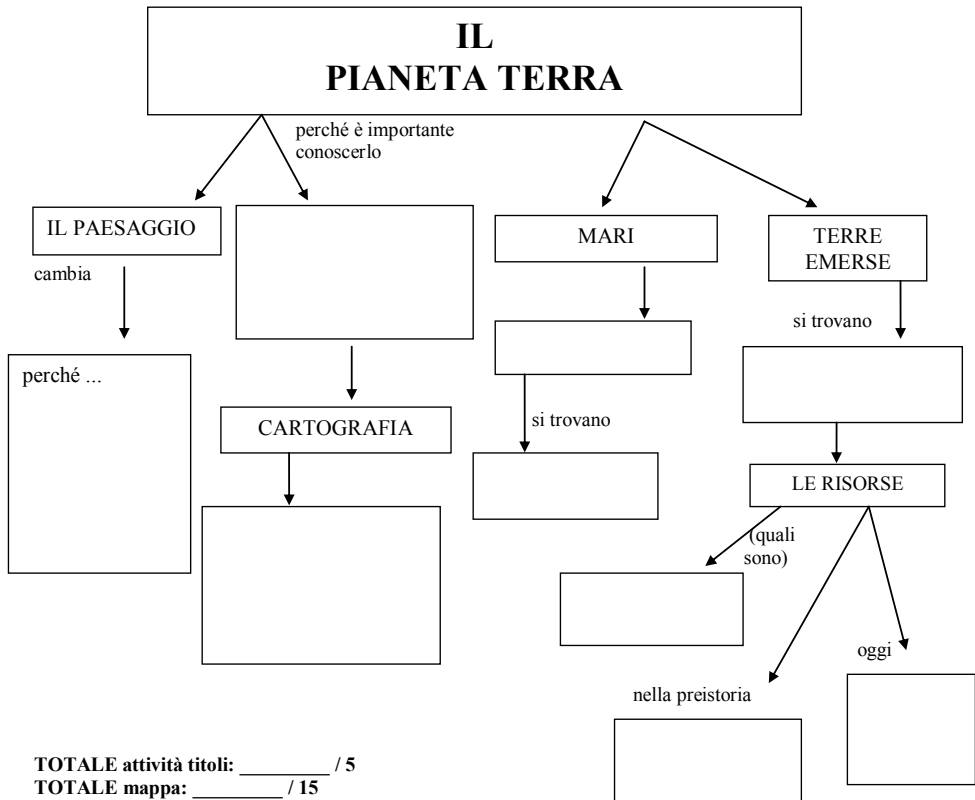 IL
PIANETA TERRA
perché è importante
conoscerlo
IL PAESAGGIO
MARI
TERRE
EMERSE
cambia
si trovano
perché ...
CARTOGRAFIA
si trovano
LE RISORSE
(quali
sono)
oggi
nella preistoria
TOTALE attività titoli: _________ / 5
TOTALE mappa: _________ / 15